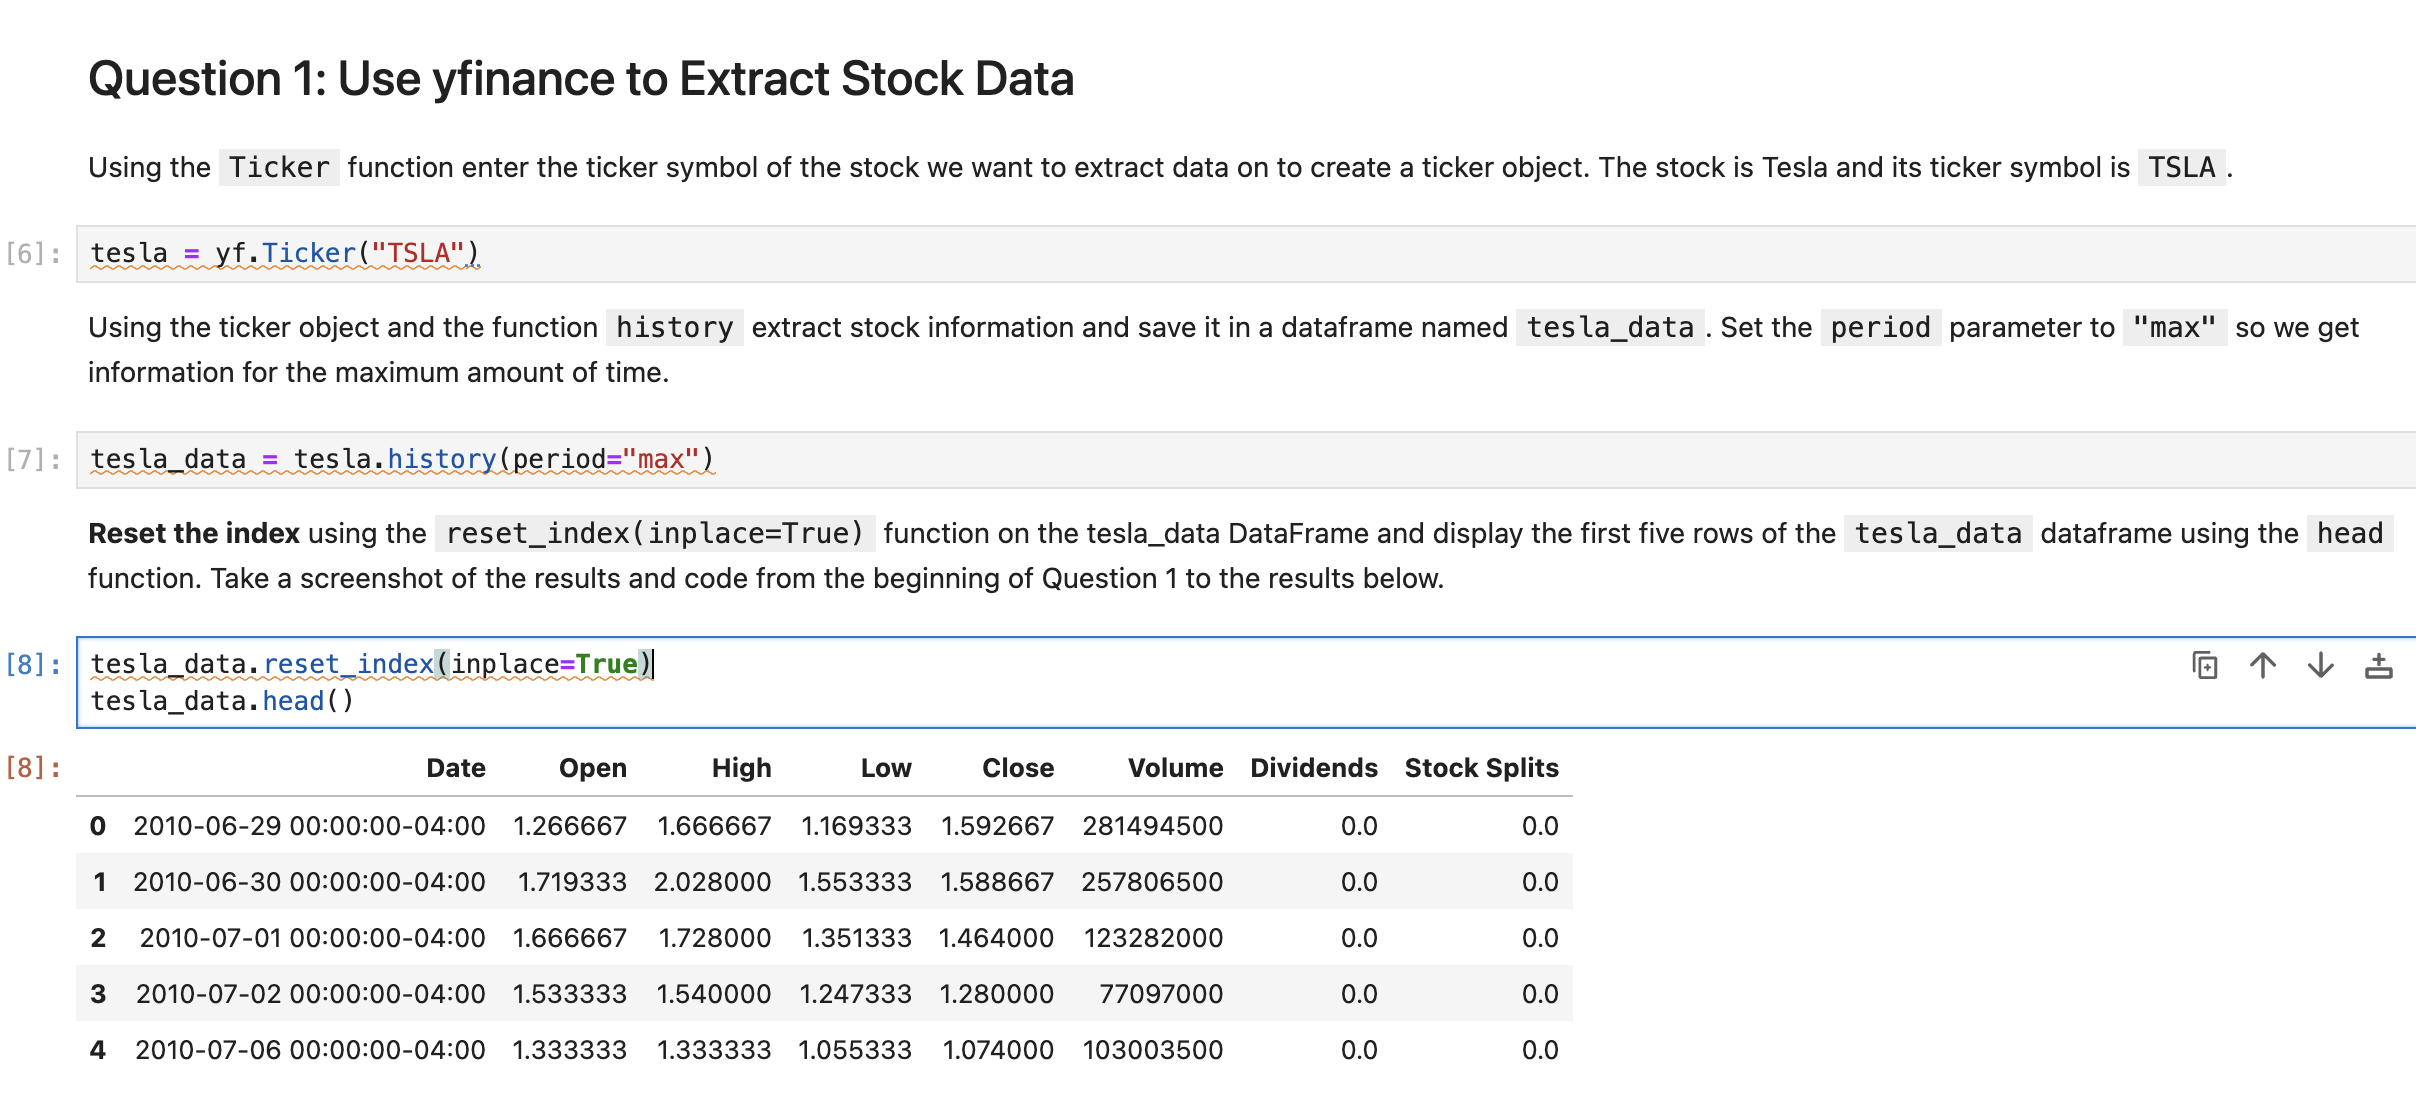 Question 1: Use yfinance to Extract Stock Data
Using the Ticker function enter the ticker symbol of the stock we want to extract data on to create a ticker object. The stock is Tesla and its ticker symbol is TSLA .
[6]: tesla = yf.Ticker("TSLA")
Using the ticker object and the function history extract stock information and save it in a dataframe named tesla_data . Set the period parameter to "max" so we get
information for the maximum amount of time.
[7]: tesla_data = tesla.history(period="max")
Reset the index using the reset_index(inplace=True) function on the tesla_data DataFrame and display the first five rows of the tesla_data dataframe using the head
function. Take a screenshot of the results and code from the beginning of Question 1 to the results below.
[8]: tesla_data.reset_index(inplace=True)
tesla_data.head()
[8]: Date Open High Low Close Volume Dividends Stock Splits
0 2010-06-29 00:00:00-04:00 1.266667 1.666667 1.169333 1.592667 281494500 0.0 0.0
1 2010-06-30 00:00:00-04:00 1.719333 2.028000 1.553333 1.588667 257806500 0.0 0.0
2 2010-07-01 00:00:00-04:00 1.666667 1.728000 1.351333 1.464000 123282000 0.0 0.0
3 2010-07-02 00:00:00-04:00 1.533333 1.540000 1.247333 1.280000 77097000 0.0 0.0
4 2010-07-06 00:00:00-04:00 1.333333 1.333333 1.055333 1.074000 103003500 0.0 0.0